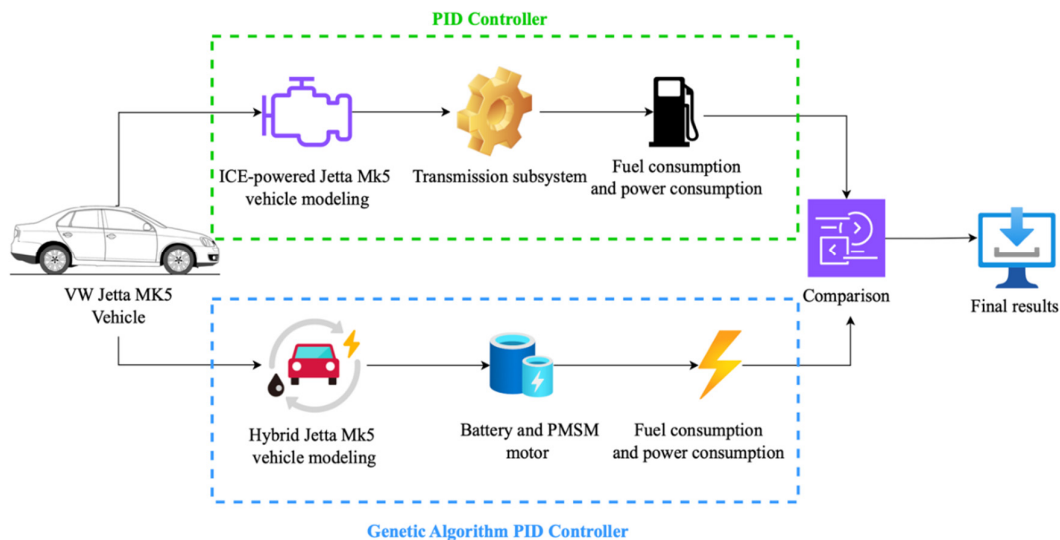 PID Controller
ICE-powered Jetta Mk5
vehicle modeling
Transmission subsystem
Fuel consumption
and power consumption
VW Jetta MK5
Vehicle
Comparison
Final results
Hybrid Jetta Mk5
vehicle modeling
Battery and PMSM
motor
Fuel consumption
and power consumption
Genetic Algorithm PID Controller